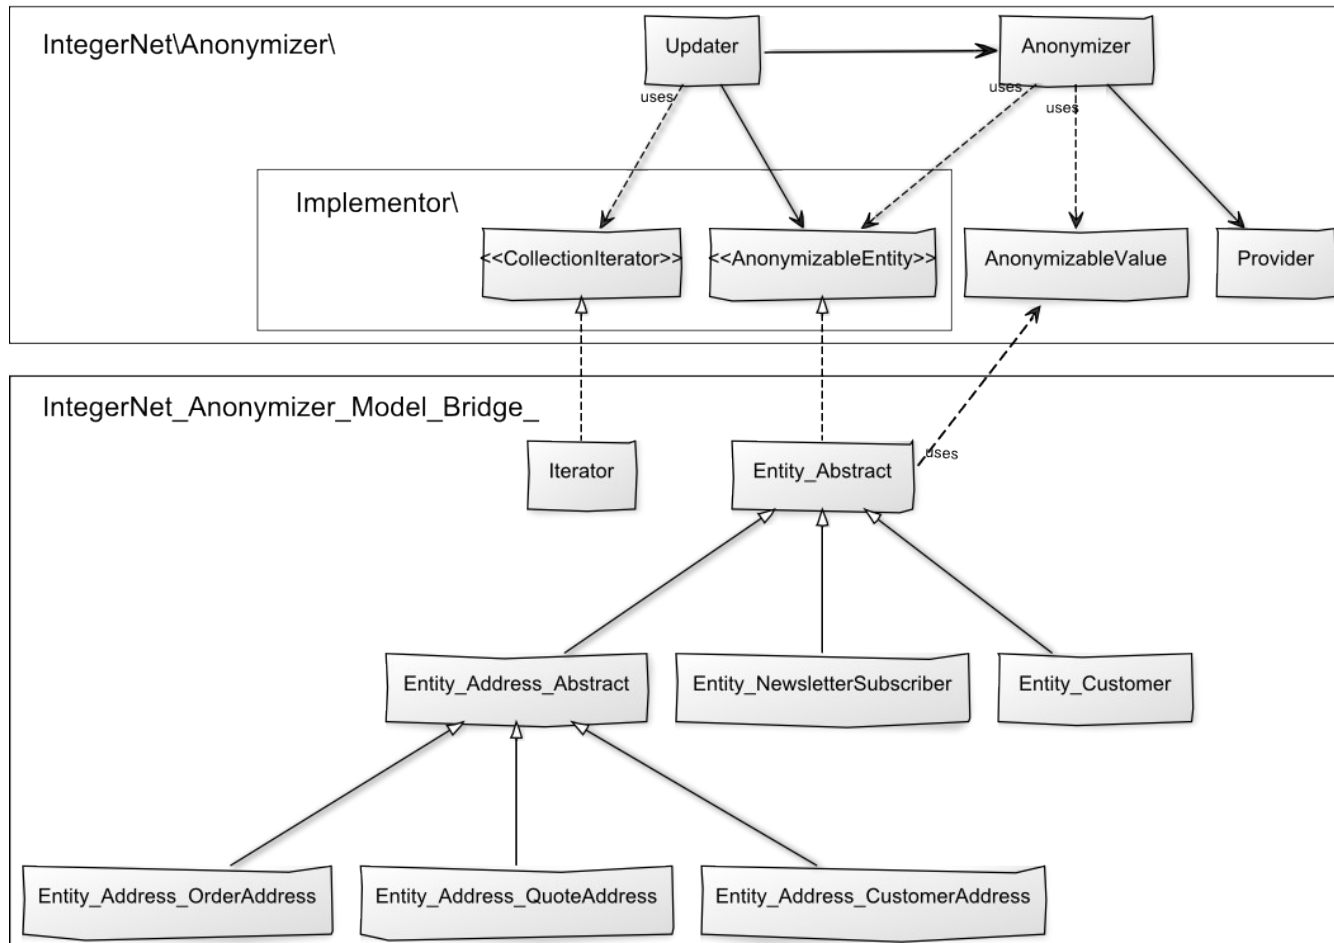 IntegerNet\Anonymizer\
Updater
Anonymizer
uses
uses
uses
Implementor\
<<CollectionIterator>>
<<AnonymizableEntity>>
AnonymizableValue
Provider
IntegerNet_Anonymizer_Model_Bridge_
Iterator
Entity_Abstract
uses
Entity_Address_Abstract
Entity_NewsletterSubscriber
Entity_Customer
Entity_Address_OrderAddress
Entity_Address_QuoteAddress
Entity_Address_CustomerAddress